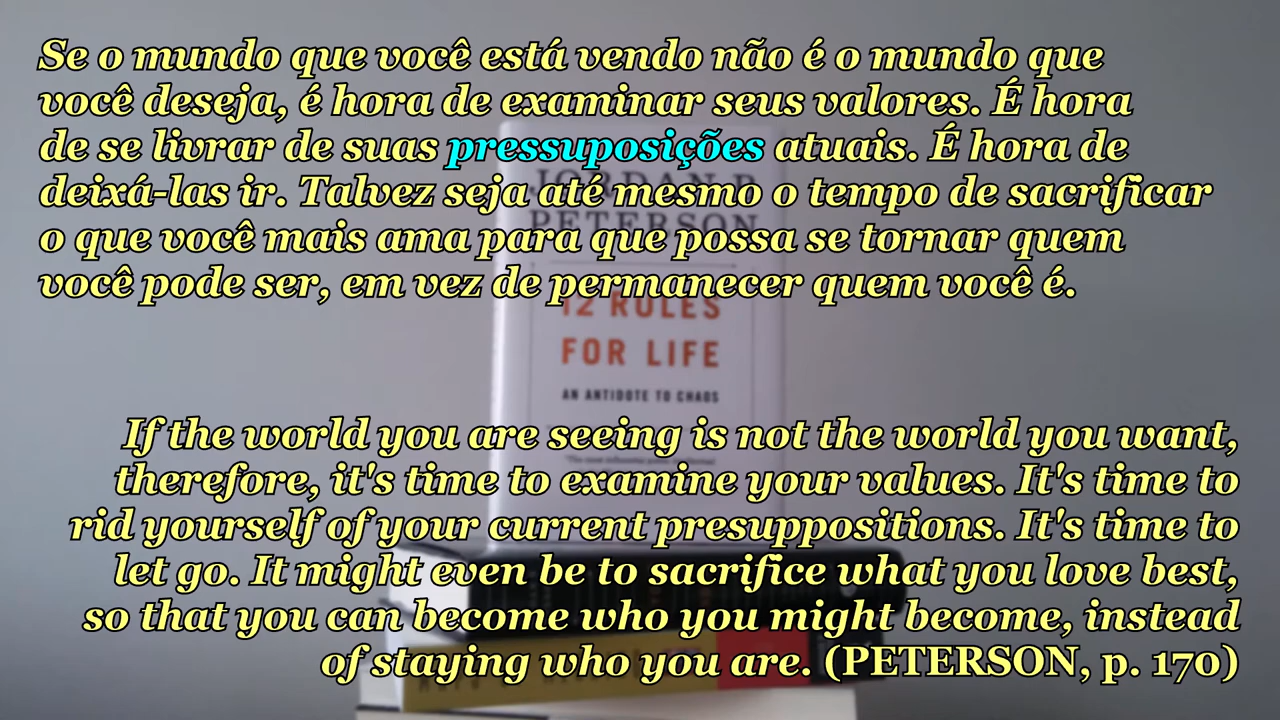 Se o mundo que você está vendo não é o mundo que
você deseja, é hora de examinar seus valores. É hora
de se livrar de suas pressuposições atuais. É hora de
deixá-las ir. Talvez seja até mesmo o tempo de sacrificar
o que você mais ama para que possa se tornar quem
você pode ser, em vez de permanecer quem você é.
JORDAN B.
PETERSON
12 RULES
FOR LIFE
AN ANTIDOTE TO CHAOS
If the world you are seeing is not the world you want,
therefore, it's time to examine your values. It's time to
rid yourself of your current presuppositions. It's time to
let go. It might even be to sacrifice what you love best,
so that you can become who you might become, instead
of staying who you are. (PETERSON, p. 170)